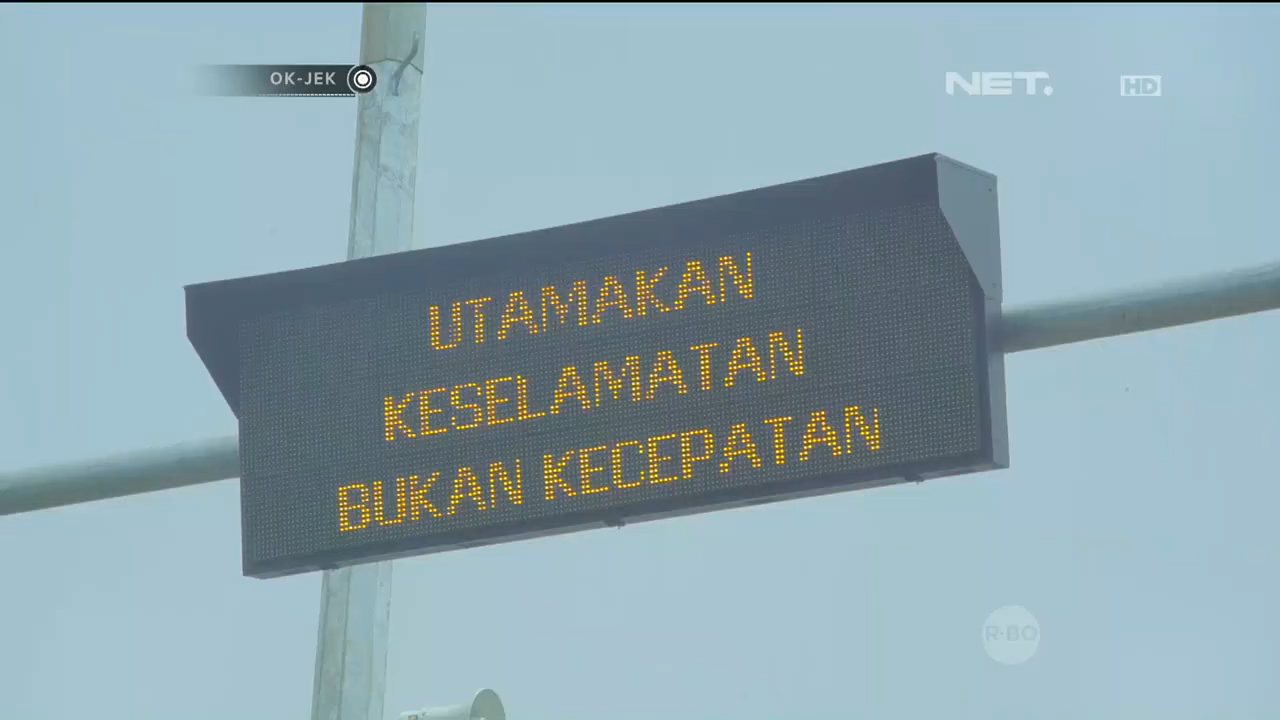 OK-JEK
NET.
HD
UTAMAKAN
KESELAMATAN
BUKAN KECEPATAN
R-BO